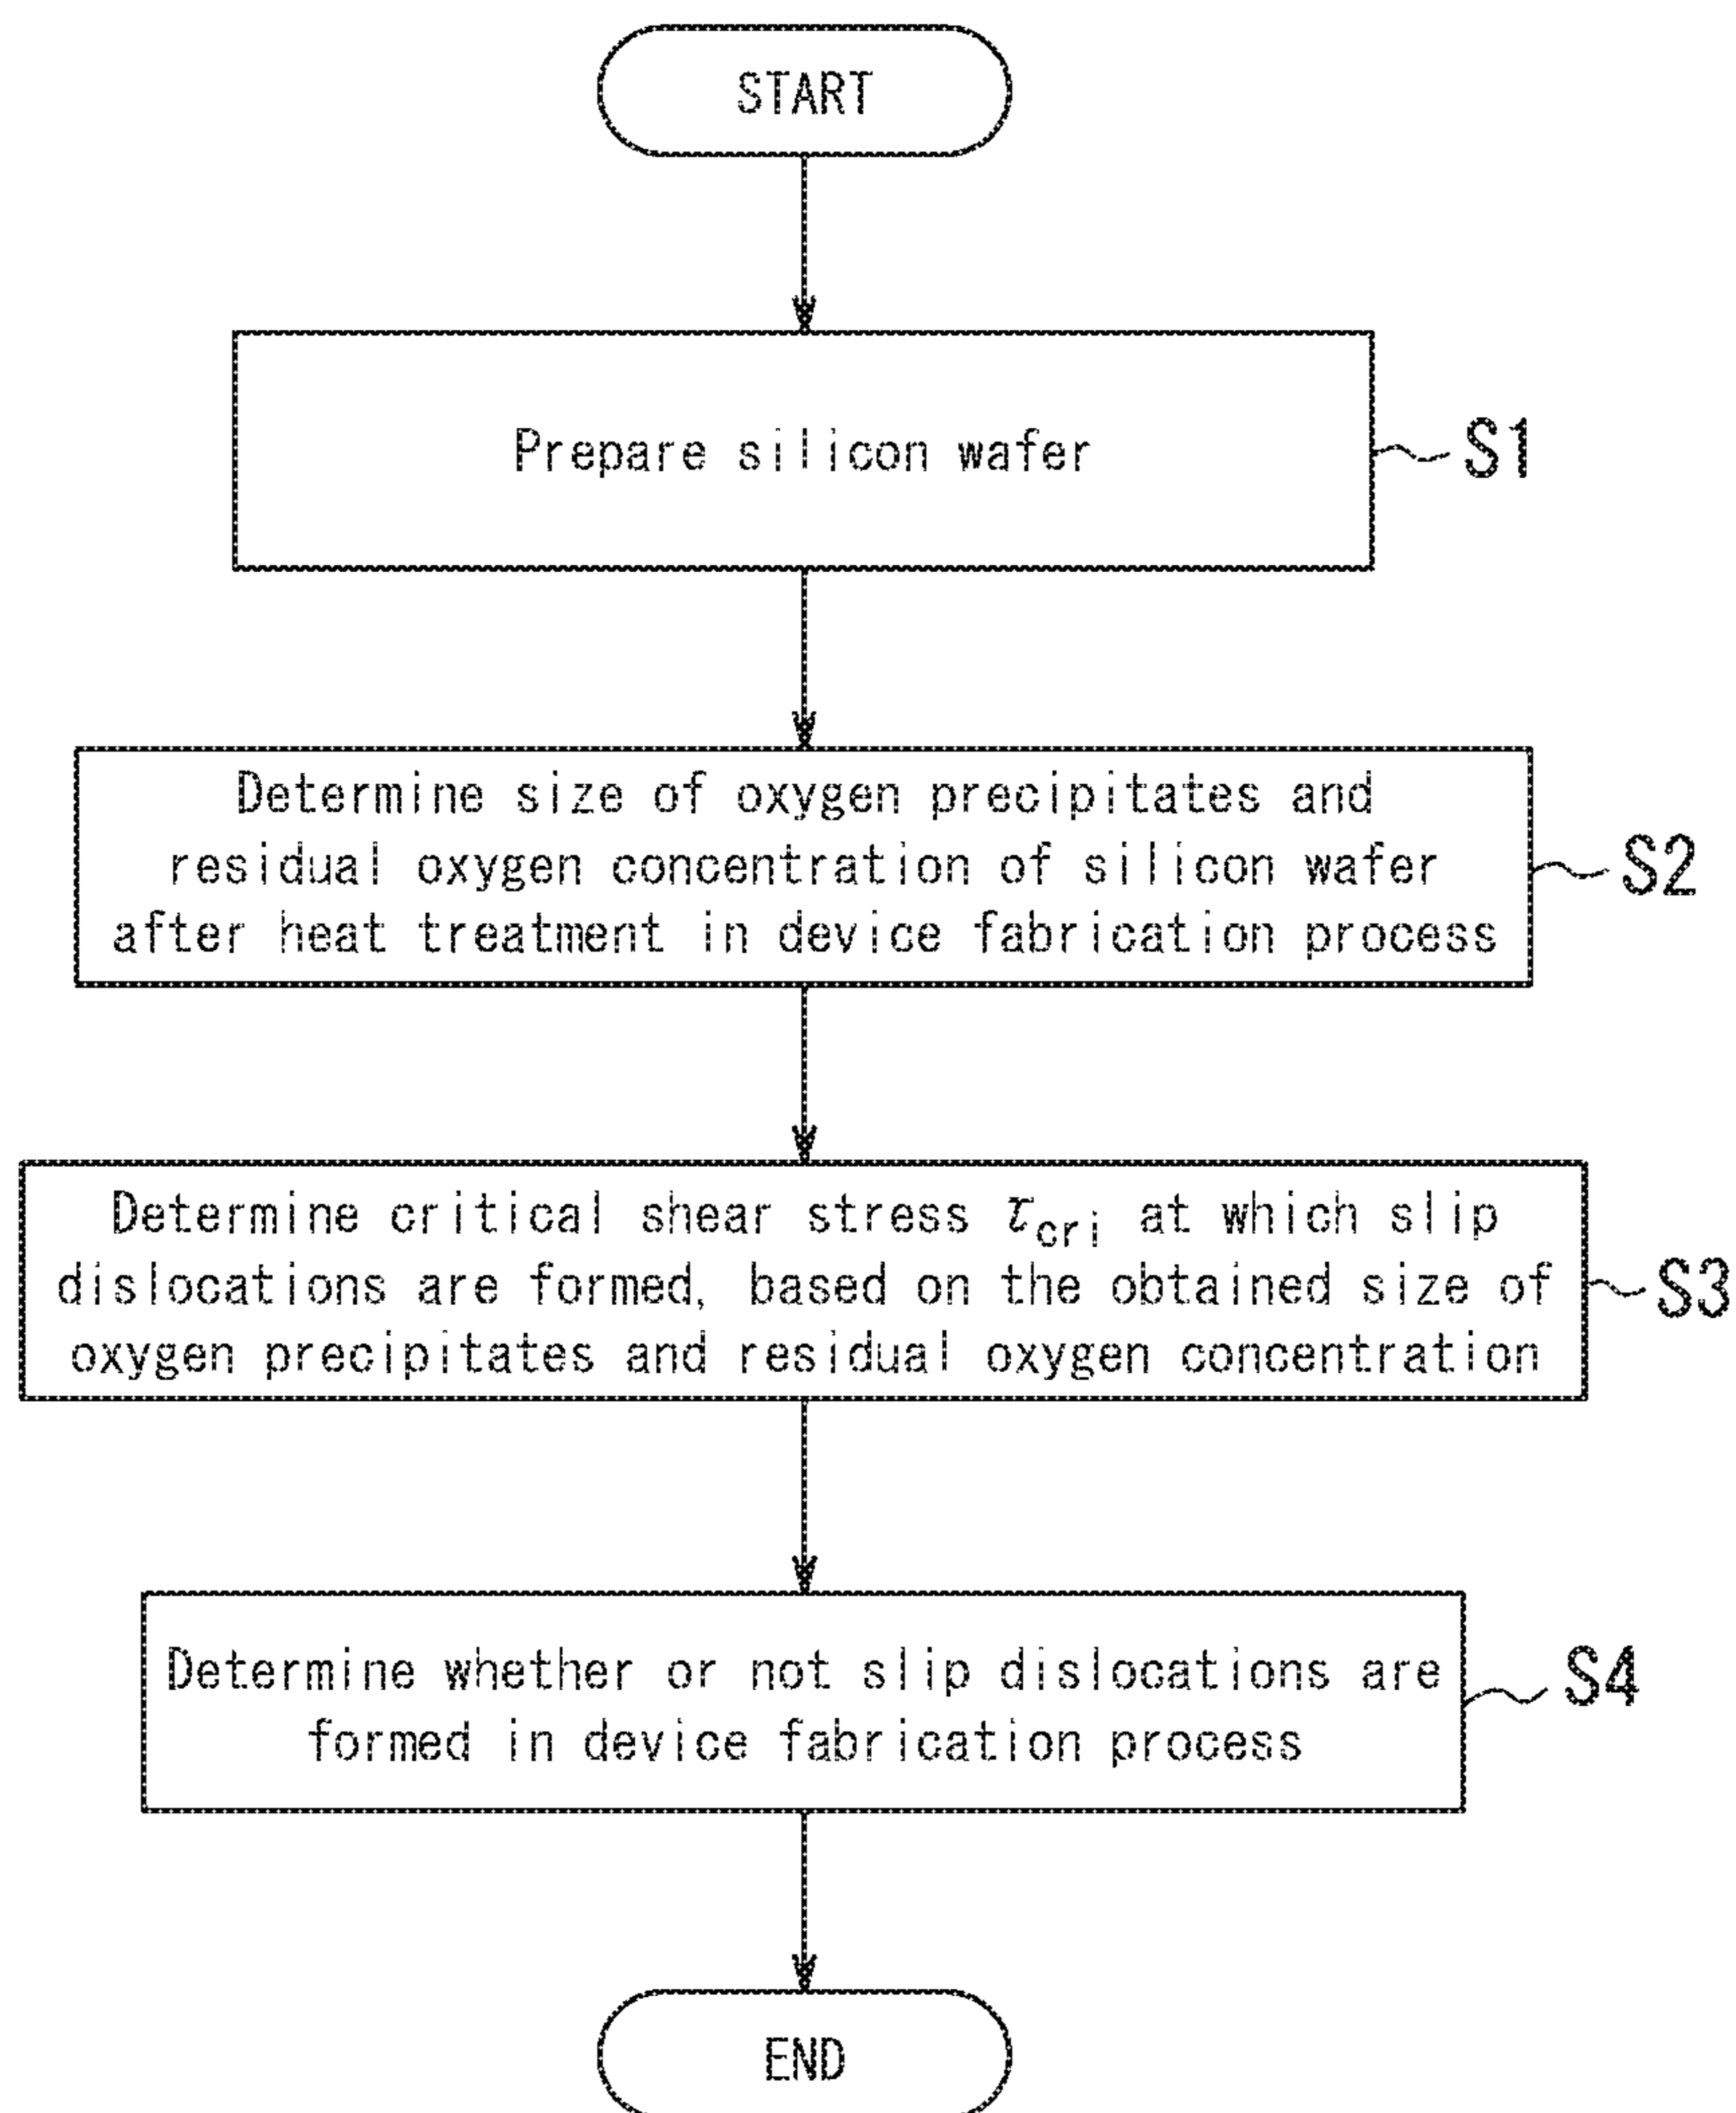 START
Prepare silicon wafer
S1
Determine size of oxygen precipitates and
residual oxygen concentration of silicon wafer
after heat treatment in device fabrication process
S2
Determine critical shear stress τcri at which slip
dislocations are formed, based on the obtained size of
oxygen precipitates and residual oxygen concentration
S3
Determine whether or not slip dislocations are
formed in device fabrication process
S4
END